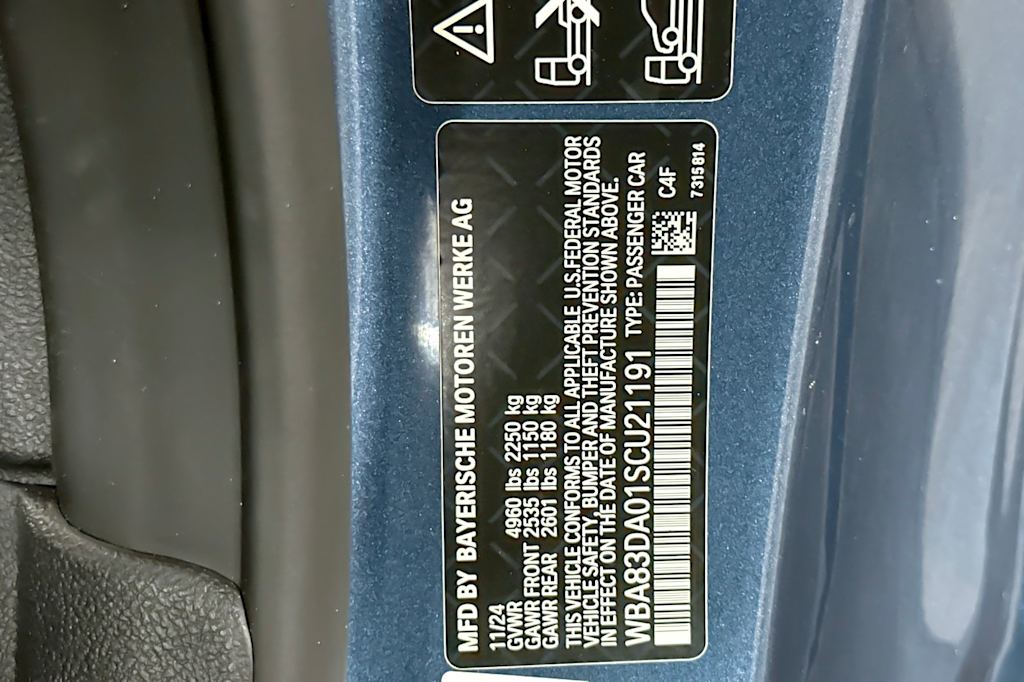 MFD BY BAYERISCHE MOTOREN WERKE AG
11/24
GVWR 4960 lbs 2250 kg
GAWR FRONT 2535 lbs 1150 kg
GAWR REAR 2601 lbs 1180 kg
THIS VEHICLE CONFORMS TO ALL APPLICABLE U.S.FEDERAL MOTOR
VEHICLE SAFETY, BUMPER AND THEFT PREVENTION STANDARDS
IN EFFECT ON THE DATE OF MANUFACTURE SHOWN ABOVE.
WBA83DA01SCU21191 TYPE: PASSENGER CAR
C4F
7315814